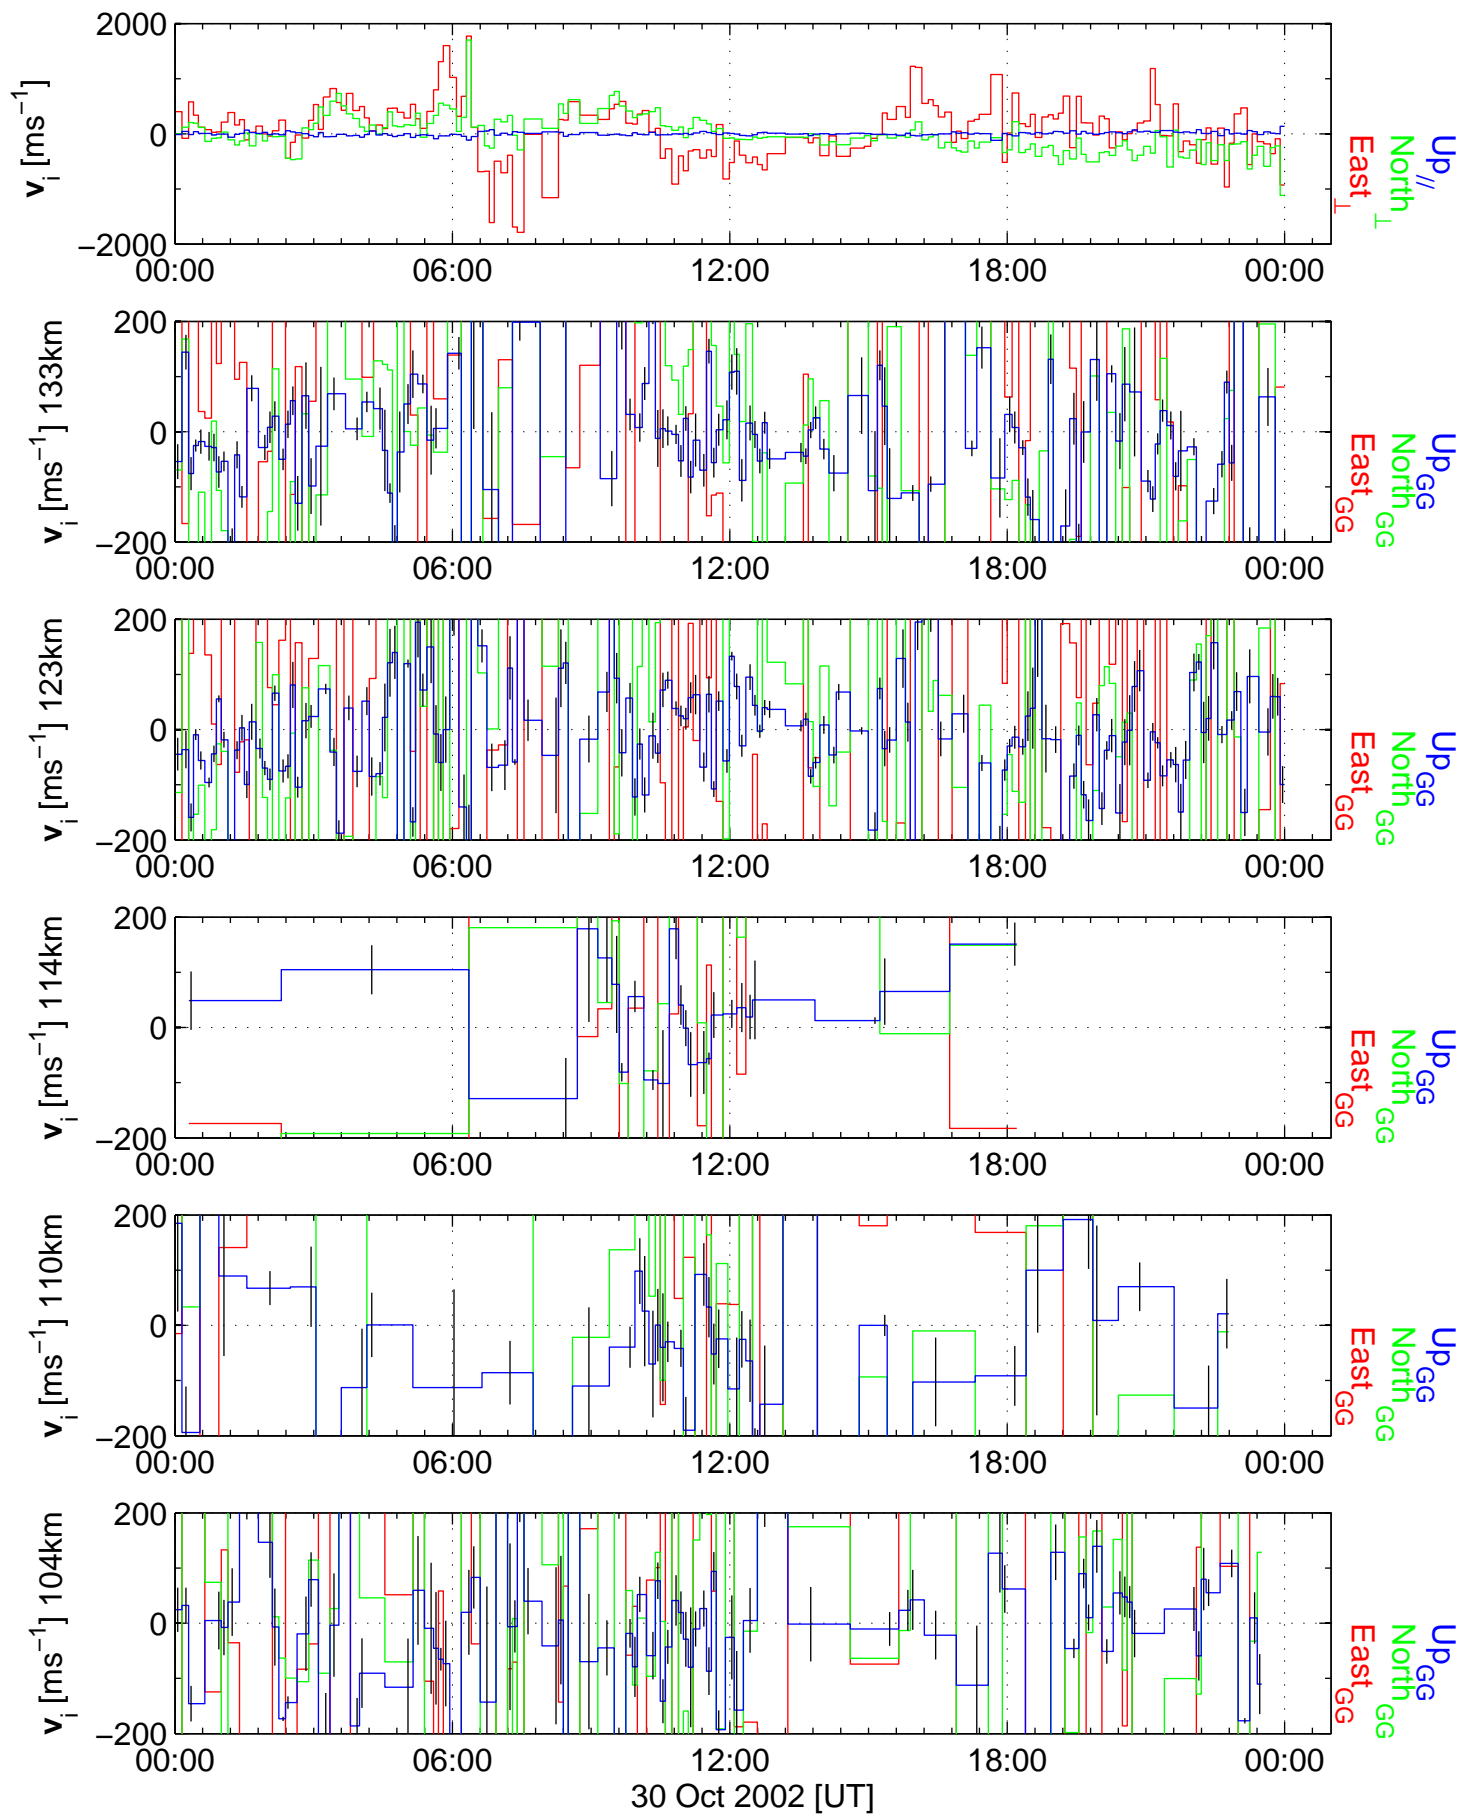 2000
0
−2000
v_i [ms^−1]
00:00 06:00 12:00 18:00 00:00
Up_//
North_⊥
East_⊥
200
0
−200
v_i [ms^−1] 133km
00:00 06:00 12:00 18:00 00:00
Up_GG
North_GG
East_GG
200
0
−200
v_i [ms^−1] 123km
00:00 06:00 12:00 18:00 00:00
Up_GG
North_GG
East_GG
200
0
−200
v_i [ms^−1] 114km
00:00 06:00 12:00 18:00 00:00
Up_GG
North_GG
East_GG
200
0
−200
v_i [ms^−1] 110km
00:00 06:00 12:00 18:00 00:00
Up_GG
North_GG
East_GG
200
0
−200
v_i [ms^−1] 104km
00:00 06:00 12:00 18:00 00:00
Up_GG
North_GG
East_GG
30 Oct 2002 [UT]